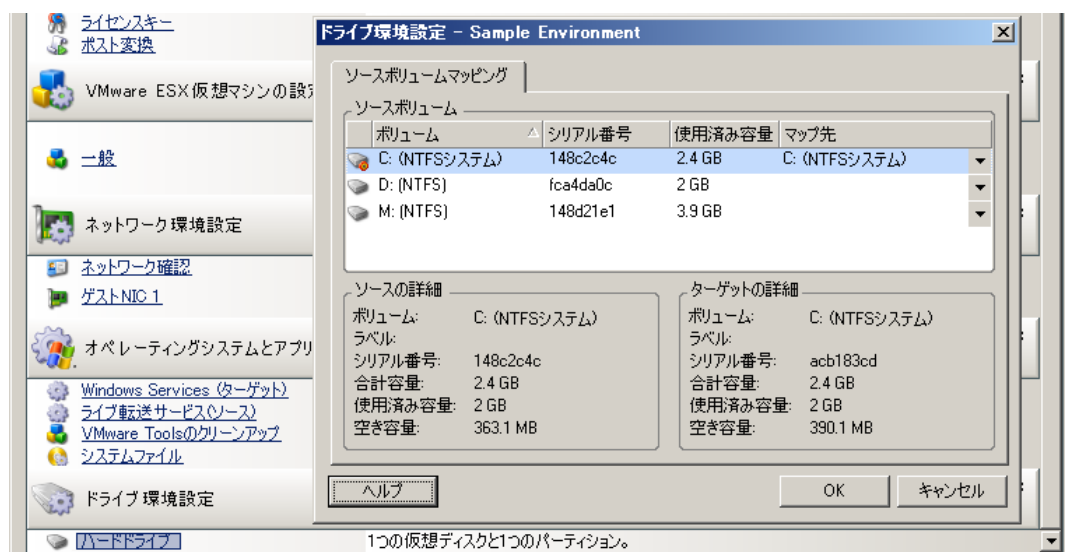 ライセンスキー
ポスト変換
VMware ESX仮想マシンの設
一般
ネットワーク環境設定
ネットワーク確認
ゲストNIC 1
オペレーティングシステムとアプリ
Windows Services (ターゲット)
ライブ転送サービス(ソース)
VMware Toolsのクリーンアップ
システムファイル
ドライブ環境設定
ハードドライブ
1つの仮想ディスクと1つのパーティション。
ドライブ環境設定 - Sample Environment
ソースボリュームマッピング
ソースボリューム
ボリューム シリアル番号 使用済み容量 マップ先
C: (NTFSシステム) 148c2c4c 2.4 GB C: (NTFSシステム)
D: (NTFS) fca4da0c 2 GB
M: (NTFS) 148d21e1 3.9 GB
ソースの詳細
ボリューム: C: (NTFSシステム)
ラベル:
シリアル番号: 148c2c4c
合計容量: 2.4 GB
使用済み容量: 2 GB
空き容量: 363.1 MB
ターゲットの詳細
ボリューム: C: (NTFSシステム)
ラベル:
シリアル番号: acb183cd
合計容量: 2.4 GB
使用済み容量: 2 GB
空き容量: 390.1 MB
ヘルプ OK キャンセル